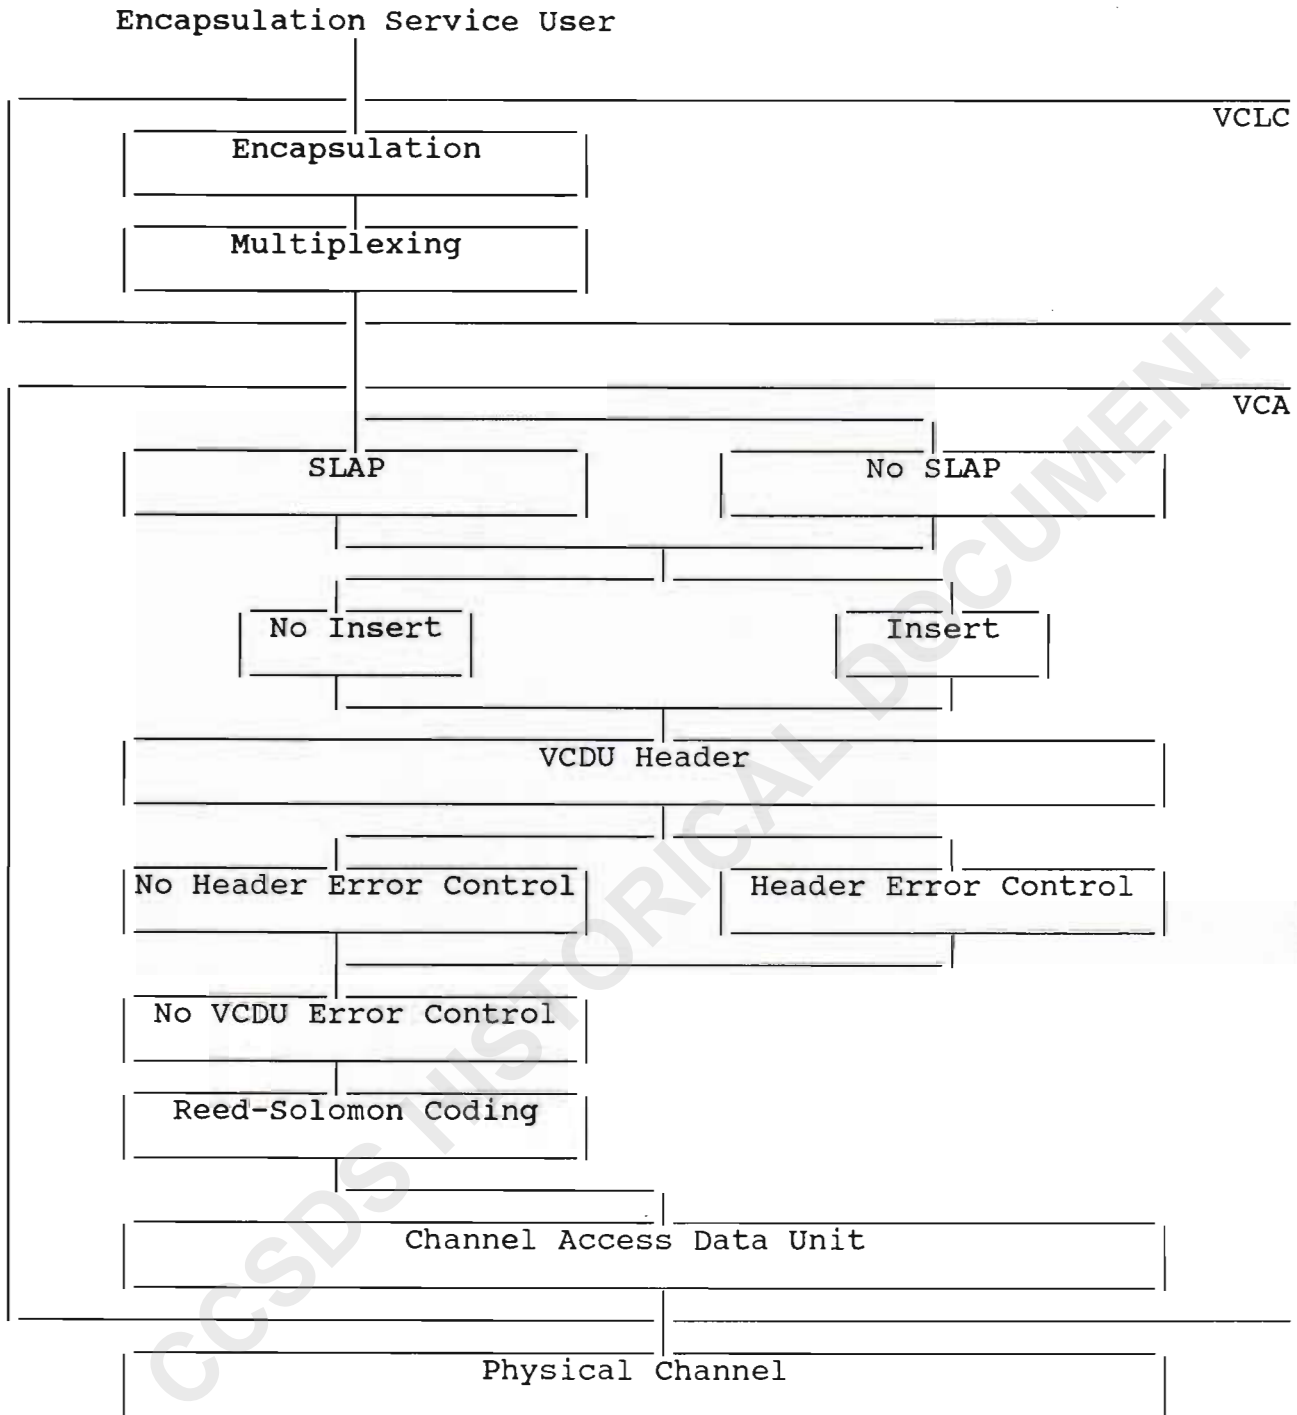 Encapsulation Service User
VCLC
Encapsulation
Multiplexing
VCA
SLAP
No SLAP
No Insert
Insert
VCDU Header
No Header Error Control
Header Error Control
No VCDU Error Control
Reed-Solomon Coding
Channel Access Data Unit
Physical Channel
CCSDS HISTORICAL DOCUMENT